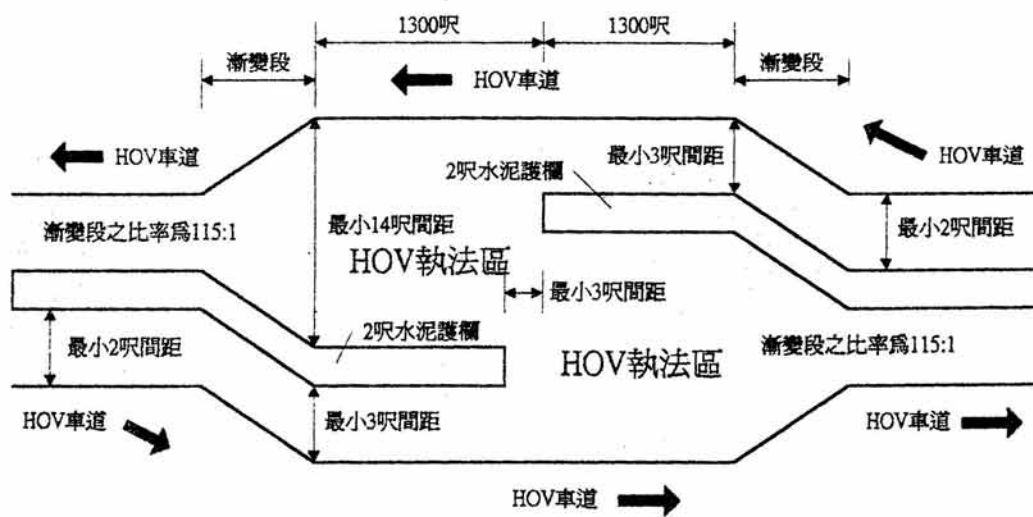 1300呎
1300呎
漸變段
漸變段
HOV車道
HOV車道
HOV車道
最小3呎間距
2呎水泥護欄
漸變段之比率爲115:1
最小14呎間距
最小2呎間距
HOV執法區
最小3呎間距
2呎水泥護欄
最小2呎間距
HOV執法區
漸變段之比率爲115:1
HOV車道
最小3呎間距
HOV車道
HOV車道